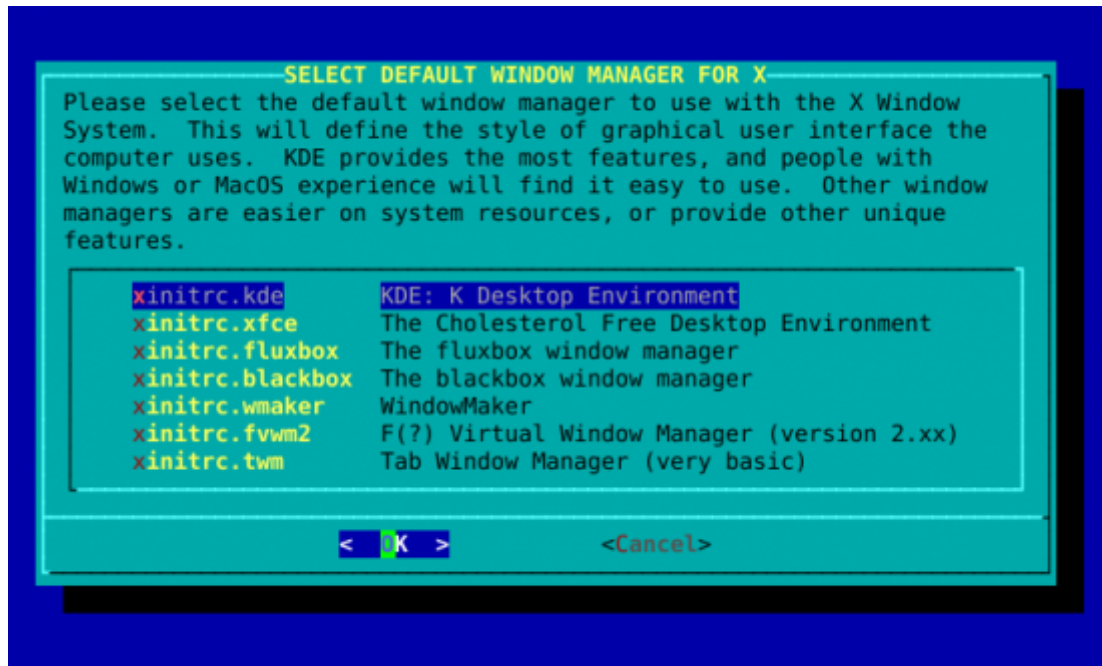 SELECT DEFAULT WINDOW MANAGER FOR X
Please select the default window manager to use with the X Window
System.  This will define the style of graphical user interface the
computer uses.  KDE provides the most features, and people with
Windows or MacOS experience will find it easy to use.  Other window
managers are easier on system resources, or provide other unique
features.
xinitrc.kde KDE: K Desktop Environment
xinitrc.xfce The Cholesterol Free Desktop Environment
xinitrc.fluxbox The fluxbox window manager
xinitrc.blackbox The blackbox window manager
xinitrc.wmaker WindowMaker
xinitrc.fvwm2 F(?) Virtual Window Manager (version 2.xx)
xinitrc.twm Tab Window Manager (very basic)
<  OK  > <Cancel>